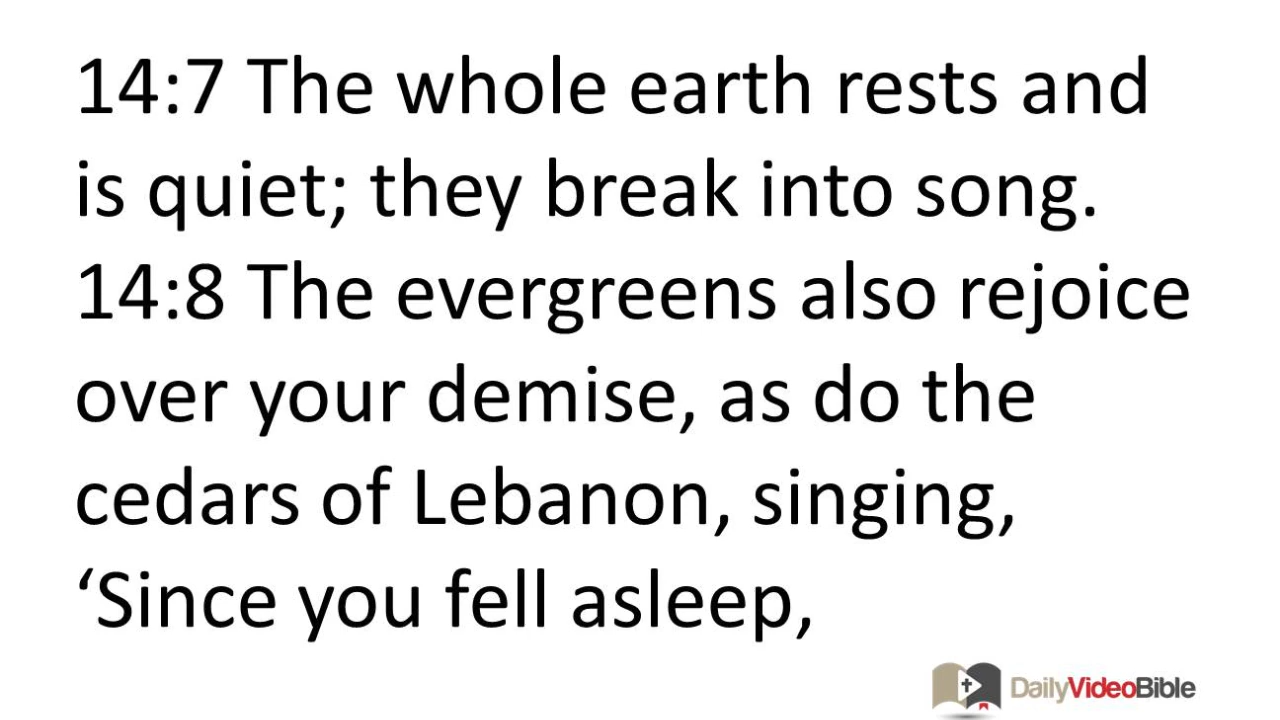 14:7 The whole earth rests and
is quiet; they break into song.
14:8 The evergreens also rejoice
over your demise, as do the
cedars of Lebanon, singing,
‘Since you fell asleep,
DailyVideoBible